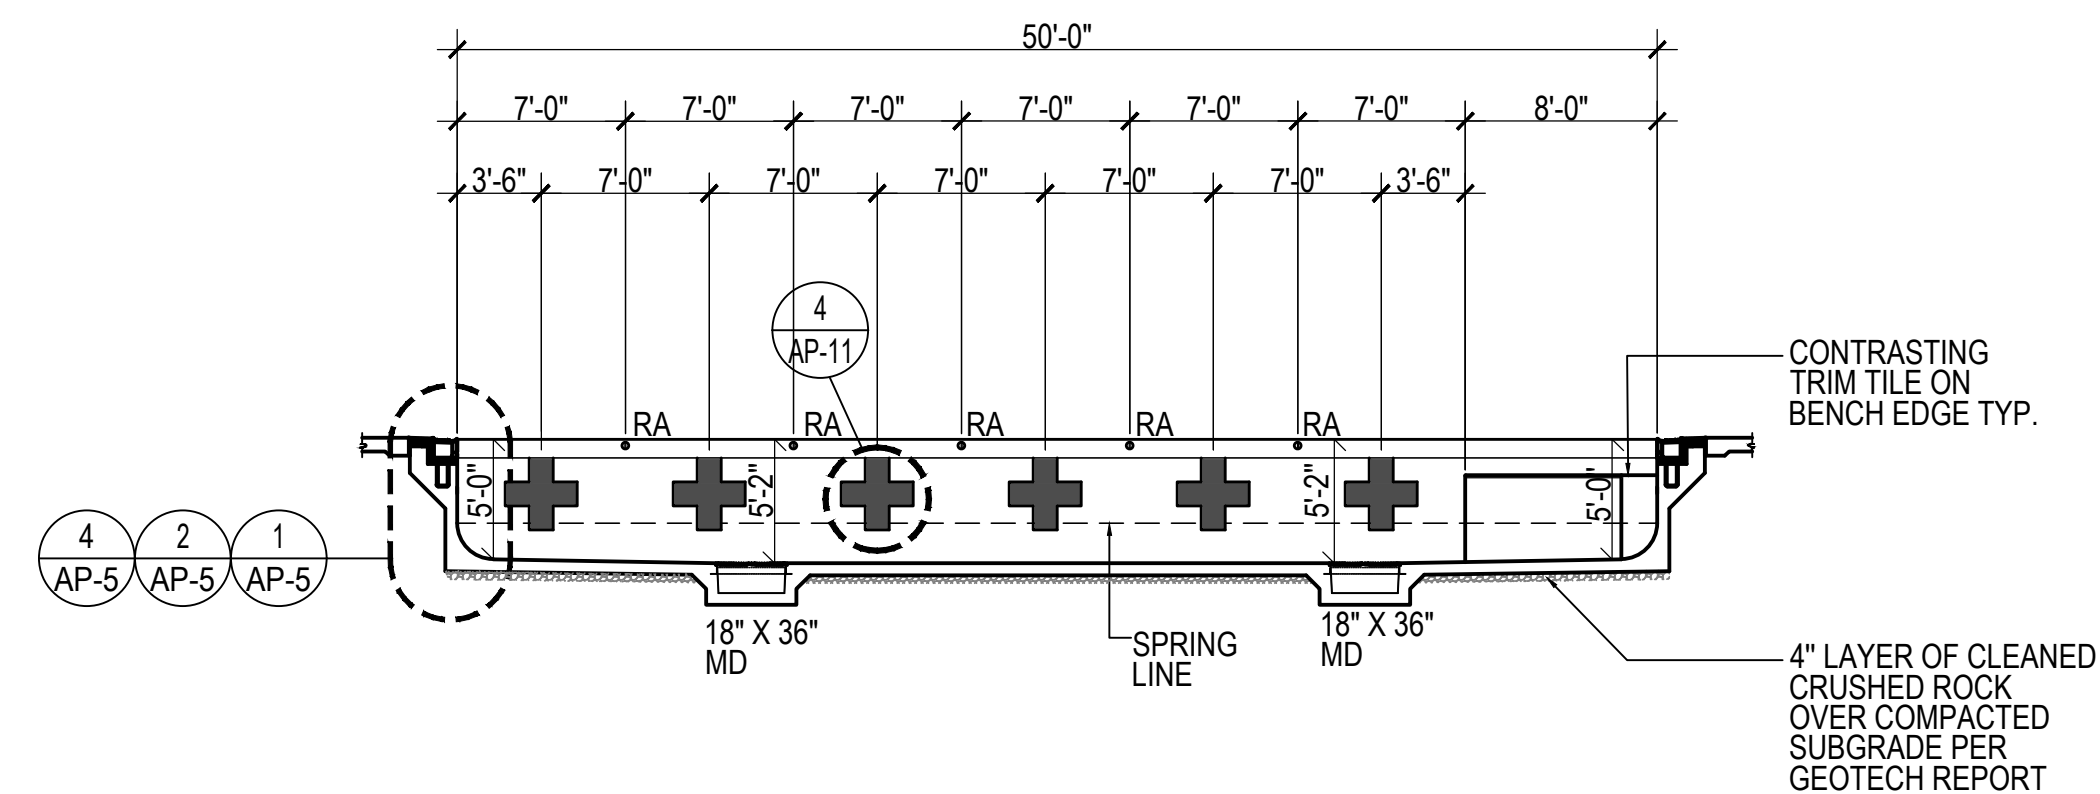 50'-0"
7'-0" 7'-0" 7'-0" 7'-0" 7'-0" 7'-0" 8'-0"
3'-6" 7'-0" 7'-0" 7'-0" 7'-0" 7'-0" 3'-6"
4
AP-11
CONTRASTING
TRIM TILE ON
BENCH EDGE TYP.
RA RA RA RA RA
5'-0" 5'-2" 5'-2" 5'-0"
4 2 1
AP-5 AP-5 AP-5
18" X 36"
MD
SPRING
LINE
18" X 36"
MD
4" LAYER OF CLEANED
CRUSHED ROCK
OVER COMPACTED
SUBGRADE PER
GEOTECH REPORT